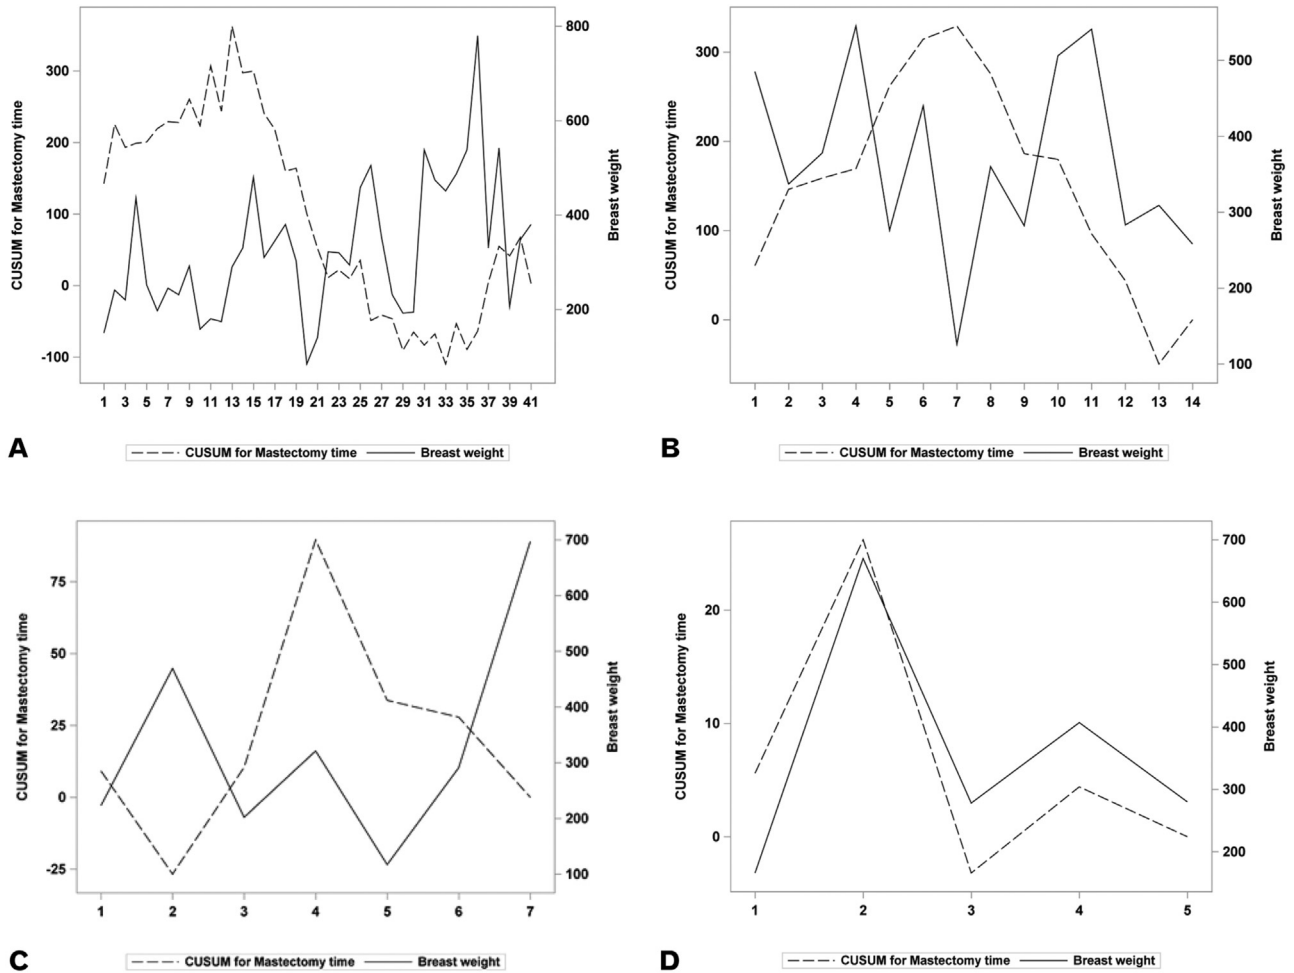 CUSUM for Mastectomy time
300
200
100
0
-100
800
600
400
200
Breast weight
1 3 5 7 9 11 13 15 17 19 21 23 25 27 29 31 33 35 37 39 41
CUSUM for Mastectomy time Breast weight
A
CUSUM for Mastectomy time
300
200
100
0
500
400
300
200
100
Breast weight
1 2 3 4 5 6 7 8 9 10 11 12 13 14
CUSUM for Mastectomy time Breast weight
B
CUSUM for Mastectomy time
75
50
25
0
-25
700
600
500
400
300
200
100
Breast weight
1 2 3 4 5 6 7
CUSUM for Mastectomy time Breast weight
C
CUSUM for Mastectomy time
20
10
0
700
600
500
400
300
200
Breast weight
1 2 3 4 5
CUSUM for Mastectomy time Breast weight
D